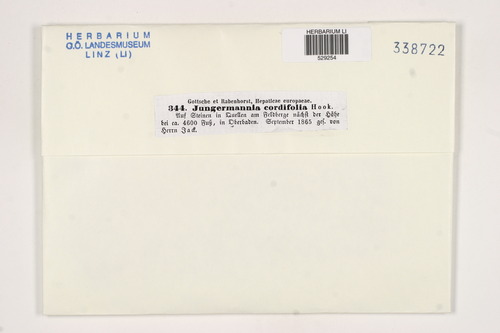 HERBARIUM
O.Ö. LANDESMUSEUM
LINZ (LI)
HERBARIUM LI
529254
338722
Gottsche et Rabenhorst, Hepaticae europaeae.
344. Jungermannia cordifolia Hook.
Auf Steinen in Quellen am Feldberge nächst der Höhe
bei ca. 4600 Fuß, in Oberbaden. September 1865 ges. von
Herrn Jack.